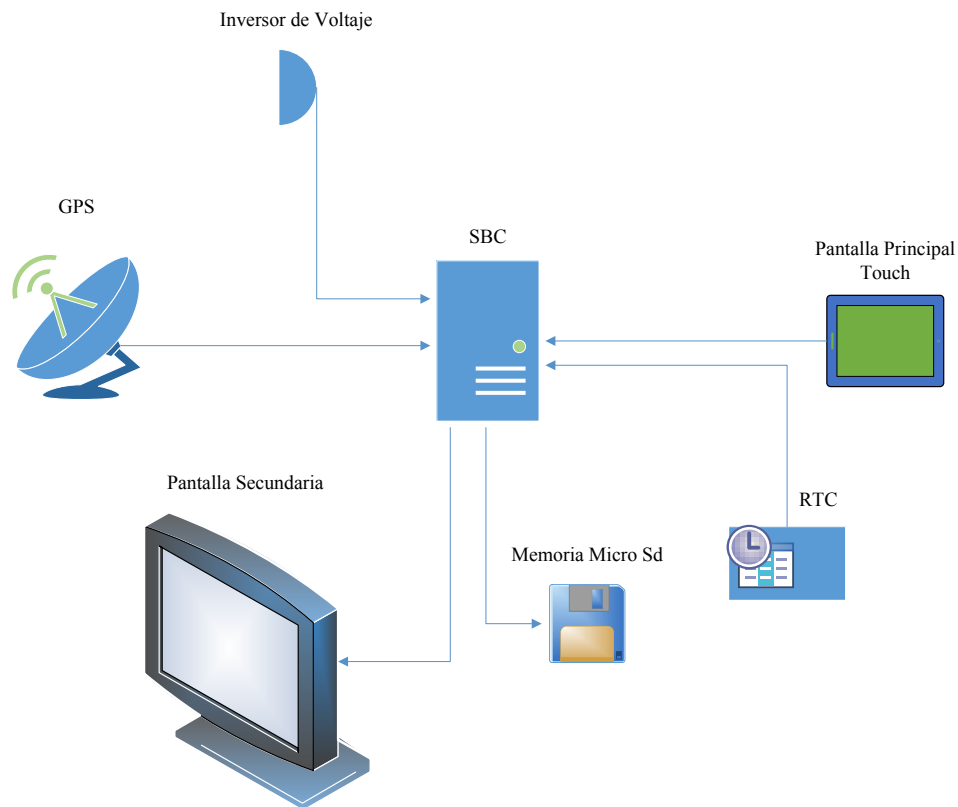 Inversor de Voltaje
GPS
SBC
Pantalla Principal
Touch
Pantalla Secundaria
RTC
Memoria Micro Sd